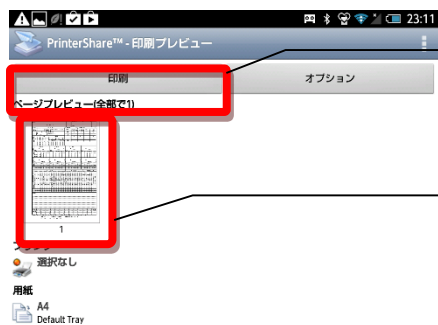 23:11
PrinterShare™ - 印刷プレビュー
印刷
オプション
ページプレビュー(全部で1)
1
選択なし
用紙
A4
Default Tray